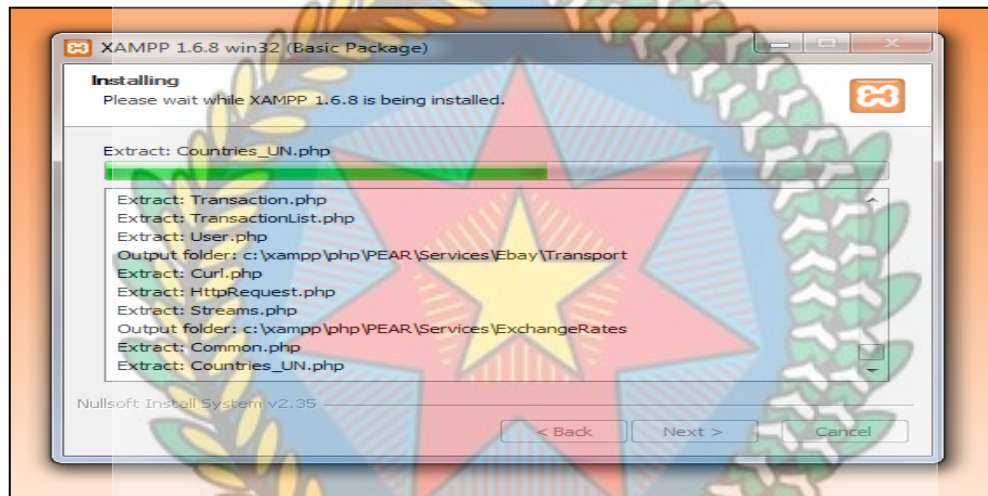 XAMPP 1.6.8 win32 (Basic Package)
Installing
Please wait while XAMPP 1.6.8 is being installed.
Extract: Countries_UN.php
Extract: Transaction.php
Extract: TransactionList.php
Extract: User.php
Output folder: c:\xampp\php\PEAR\Services\Ebay\Transport
Extract: Curl.php
Extract: HttpRequest.php
Extract: Streams.php
Output folder: c:\xampp\php\PEAR\Services\ExchangeRates
Extract: Common.php
Extract: Countries_UN.php
Nullsoft Install System v2.35
< Back Next > Cancel